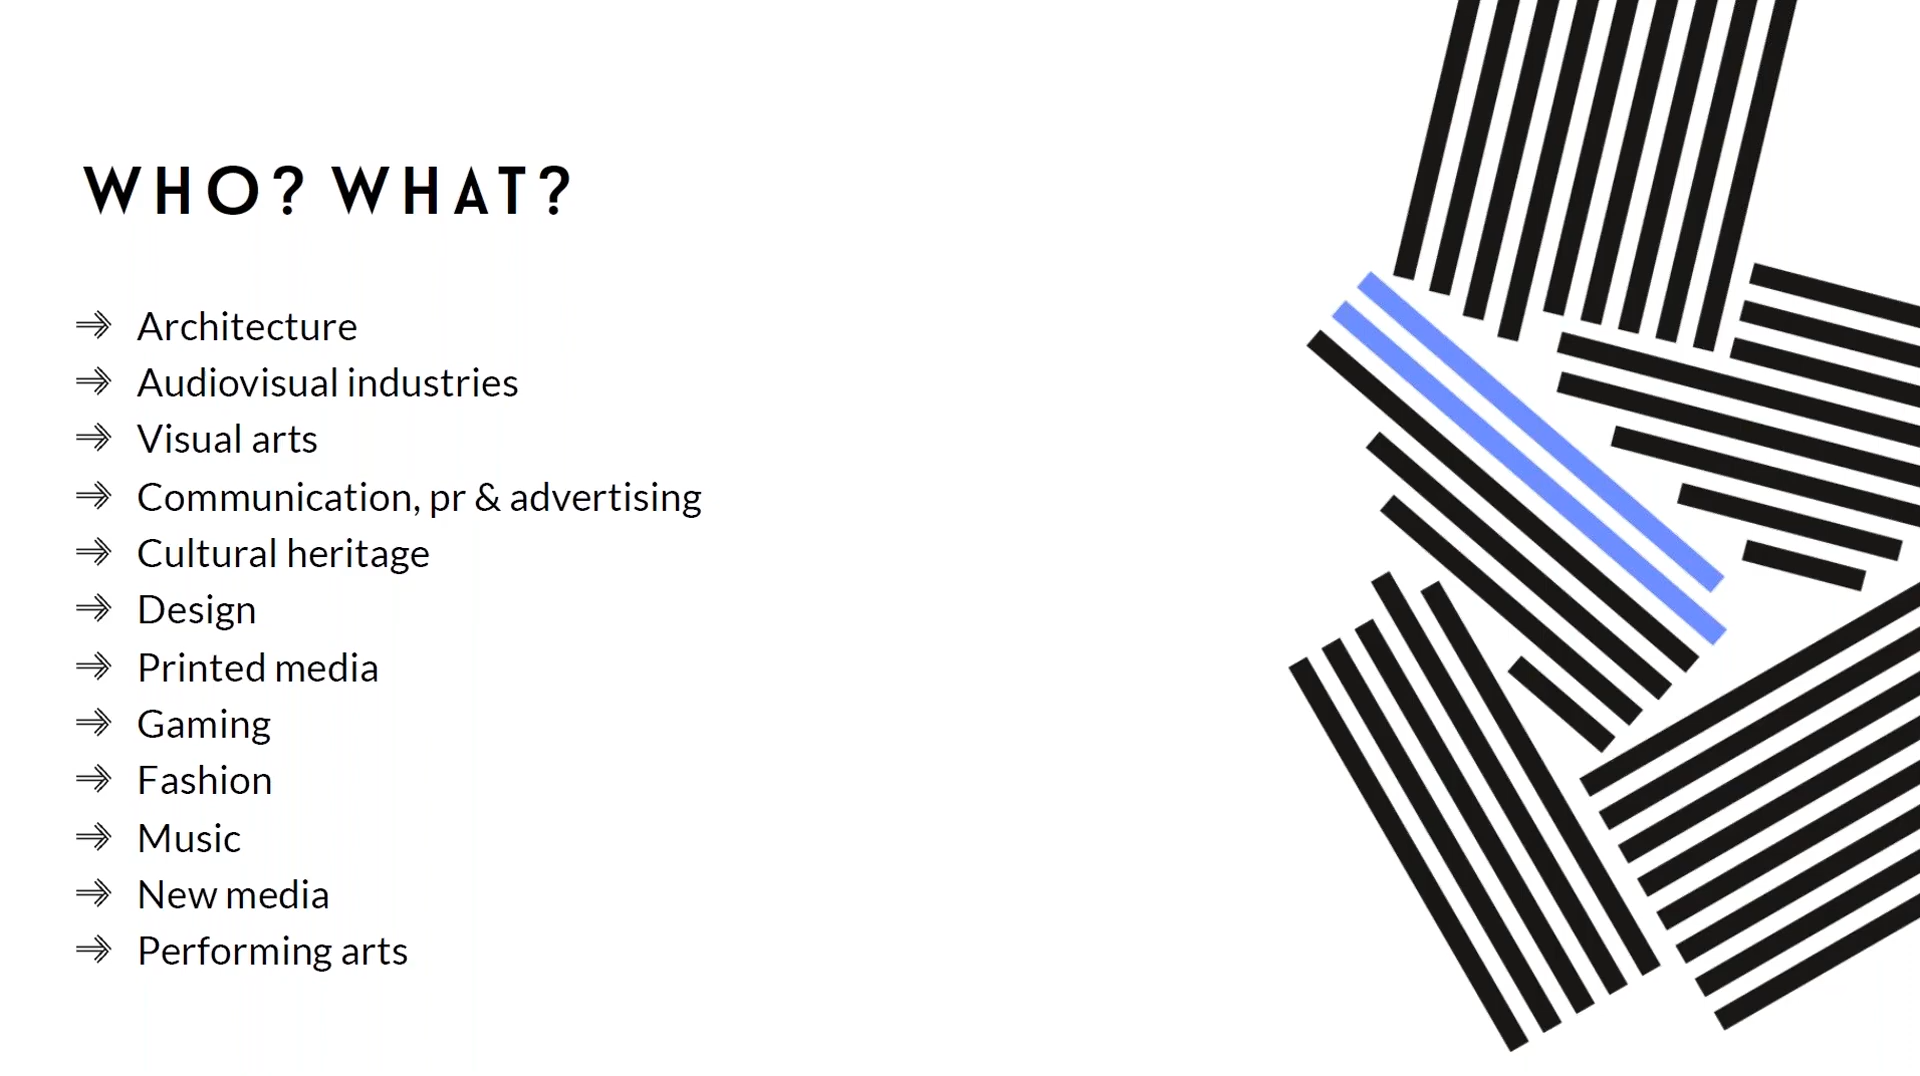 WHO? WHAT?
Architecture
Audiovisual industries
Visual arts
Communication, pr & advertising
Cultural heritage
Design
Printed media
Gaming
Fashion
Music
New media
Performing arts